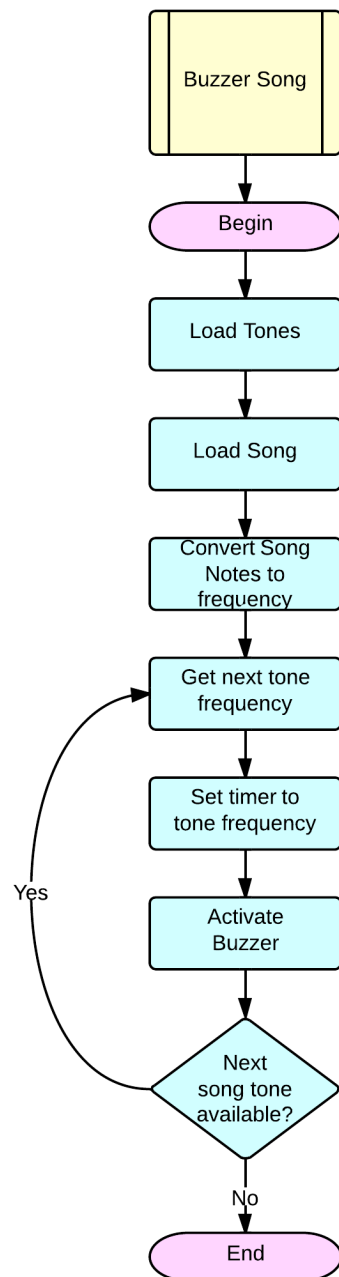 Buzzer Song
Begin
Load Tones
Load Song
Convert Song
Notes to
frequency
Get next tone
frequency
Set timer to
tone frequency
Yes
Activate
Buzzer
Next
song tone
available?
No
End